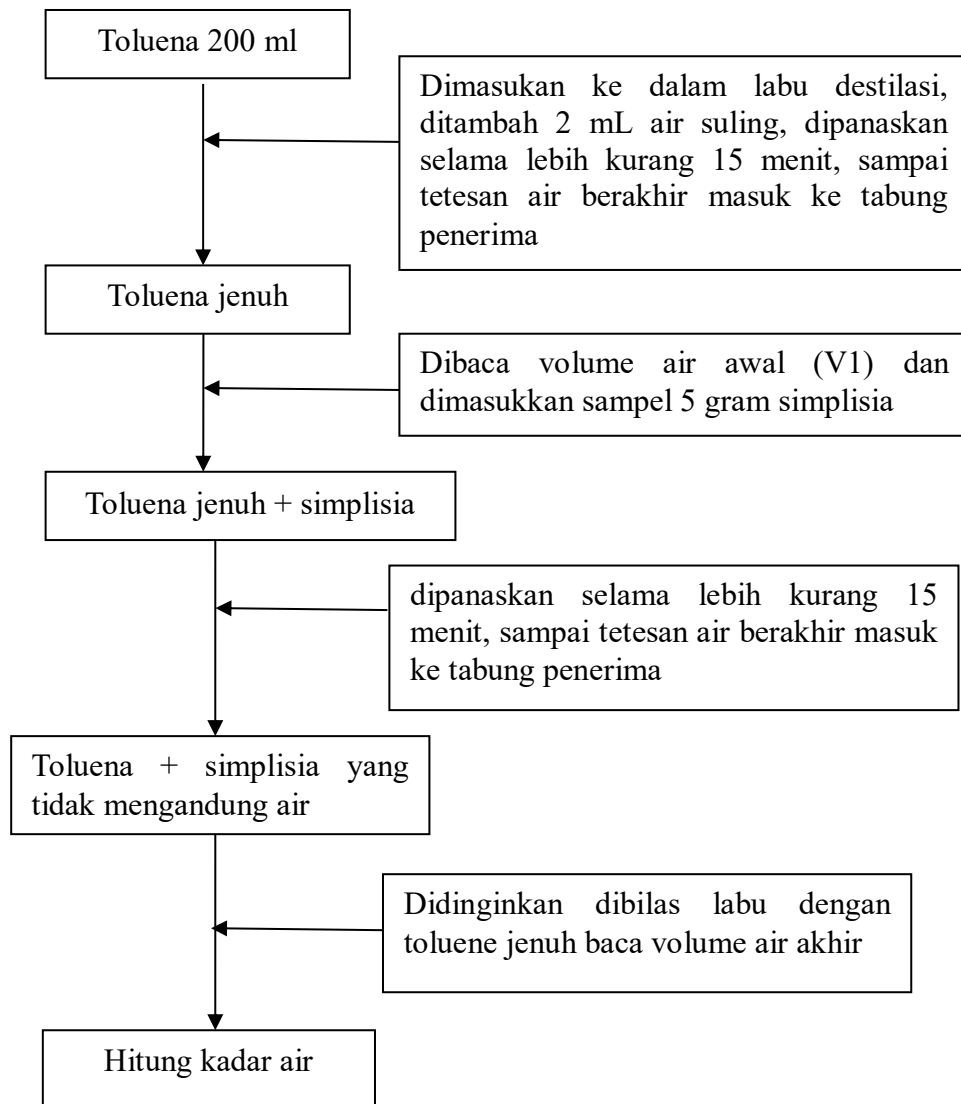 Toluena 200 ml
Dimasukan ke dalam labu destilasi,
ditambah 2 mL air suling, dipanaskan
selama lebih kurang 15 menit, sampai
tetesan air berakhir masuk ke tabung
penerima
Toluena jenuh
Dibaca volume air awal (V1) dan
dimasukkan sampel 5 gram simplisia
Toluena jenuh + simplisia
dipanaskan selama lebih kurang 15
menit, sampai tetesan air berakhir masuk
ke tabung penerima
Toluena + simplisia yang
tidak mengandung air
Didinginkan dibilas labu dengan
toluene jenuh baca volume air akhir
Hitung kadar air